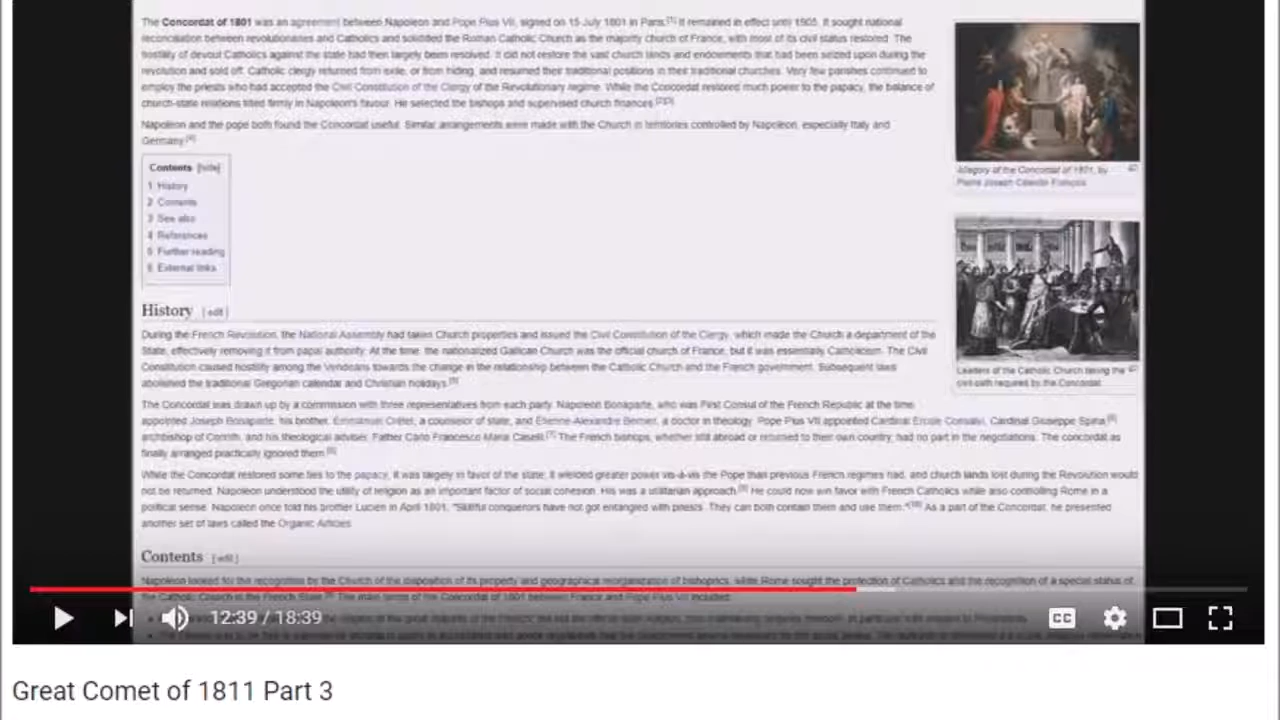 The Concordat of 1801 was an agreement between Napoleon and Pope Pius VII, signed on 15 July 1801 in Paris.[1] It remained in effect until 1905. It sought national
reconciliation between revolutionaries and Catholics and solidified the Roman Catholic Church as the majority church of France, with most of its civil status restored. The
hostility of devout Catholics against the state had then largely been resolved. It did not restore the vast church lands and endowments that had been seized upon during the
revolution and sold off. Catholic clergy returned from exile, or from hiding, and resumed their traditional positions in their traditional churches. Very few parishes continued to
employ the priests who had accepted the Civil Constitution of the Clergy of the Revolutionary regime. While the Concordat restored much power to the papacy, the balance of
church-state relations tilted firmly in Napoleon's favour. He selected the bishops and supervised church finances.[2][3]
Napoleon and the pope both found the Concordat useful. Similar arrangements were made with the Church in territories controlled by Napoleon, especially Italy and
Germany.[4]
Allegory of the Concordat of 1801, by
Pierre Joseph Célestin François
Contents [hide]
1 History
2 Contents
3 See also
4 References
5 Further reading
6 External links
Leaders of the Catholic Church taking the
civil oath required by the Concordat
History [edit]
During the French Revolution, the National Assembly had taken Church properties and issued the Civil Constitution of the Clergy, which made the Church a department of the
State, effectively removing it from papal authority. At the time, the nationalized Gallican Church was the official church of France, but it was essentially Catholicism. The Civil
Constitution caused hostility among the Vendeans towards the change in the relationship between the Catholic Church and the French government. Subsequent laws
abolished the traditional Gregorian calendar and Christian holidays.[5]
The Concordat was drawn up by a commission with three representatives from each party. Napoleon Bonaparte, who was First Consul of the French Republic at the time,
appointed Joseph Bonaparte, his brother, Emmanuel Crétet, a counselor of state, and Étienne-Alexandre Bernier, a doctor in theology. Pope Pius VII appointed Cardinal Ercole Consalvi, Cardinal Giuseppe Spina,[6]
archbishop of Corinth, and his theological adviser, Father Carlo Francesco Maria Caselli.[7] The French bishops, whether still abroad or returned to their own country, had no part in the negotiations. The concordat as
finally arranged practically ignored them.[8]
While the Concordat restored some ties to the papacy, it was largely in favor of the state; it wielded greater power vis-à-vis the Pope than previous French regimes had, and church lands lost during the Revolution would
not be returned. Napoleon understood the utility of religion as an important factor of social cohesion. His was a utilitarian approach.[9] He could now win favor with French Catholics while also controlling Rome in a
political sense. Napoleon once told his brother Lucien in April 1801, "Skillful conquerors have not got entangled with priests. They can both contain them and use them."[10] As a part of the Concordat, he presented
another set of laws called the Organic Articles.
Contents [edit]
Napoleon looked for the recognition by the Church of the disposition of its property and geographical reorganization of bishoprics, while Rome sought the protection of Catholics and the recognition of a special status of
the Catholic Church in the French State. The main terms of the Concordat of 1801 between France and Pope Pius VII included:
12:39 / 18:39
CC
Great Comet of 1811 Part 3